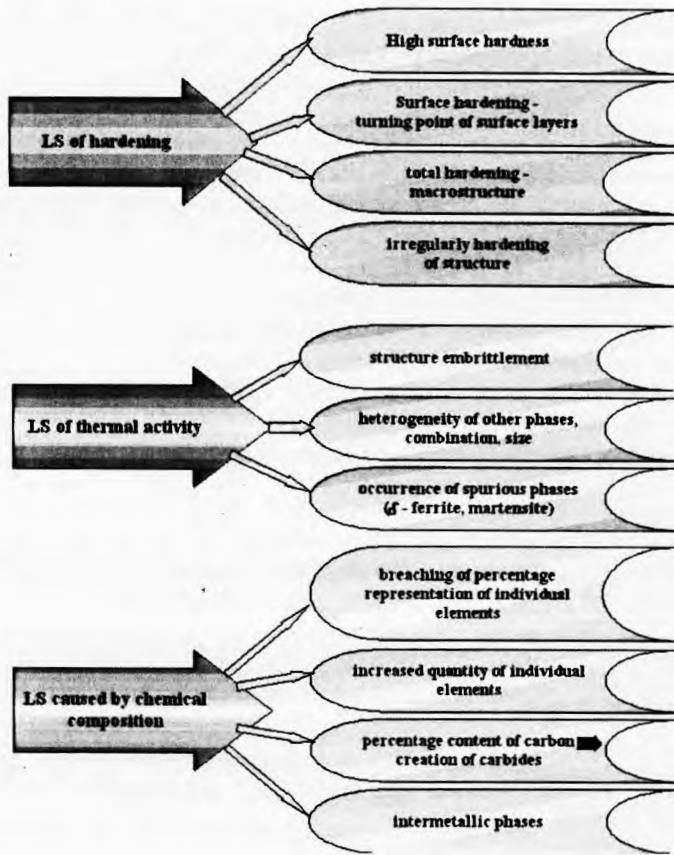 LS of hardening
High surface hardness
Surface hardening -
turning point of surface layers
total hardening -
macrostructure
irregularly hardening
of structure
LS of thermal activity
structure embrittlement
heterogeneity of other phases,
combination, size
occurrence of spurious phases
(δ - ferrite, martensite)
LS caused by chemical
composition
breaching of percentage
representation of individual
elements
increased quantity of individual
elements
percentage content of carbon
creation of carbides
intermetallic phases